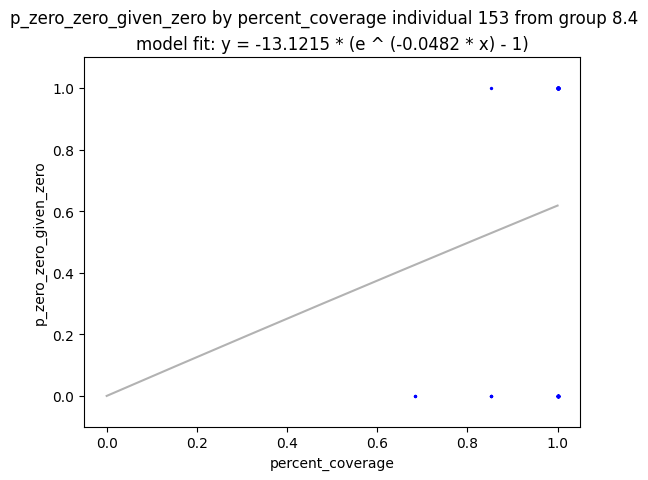 p_zero_zero_given_zero by percent_coverage individual 153 from group 8.4
model fit: y = -13.1215 * (e ^ (-0.0482 * x) - 1)
1.0
0.8
0.6
0.4
0.2
0.0
p_zero_zero_given_zero
0.0 0.2 0.4 0.6 0.8 1.0
percent_coverage